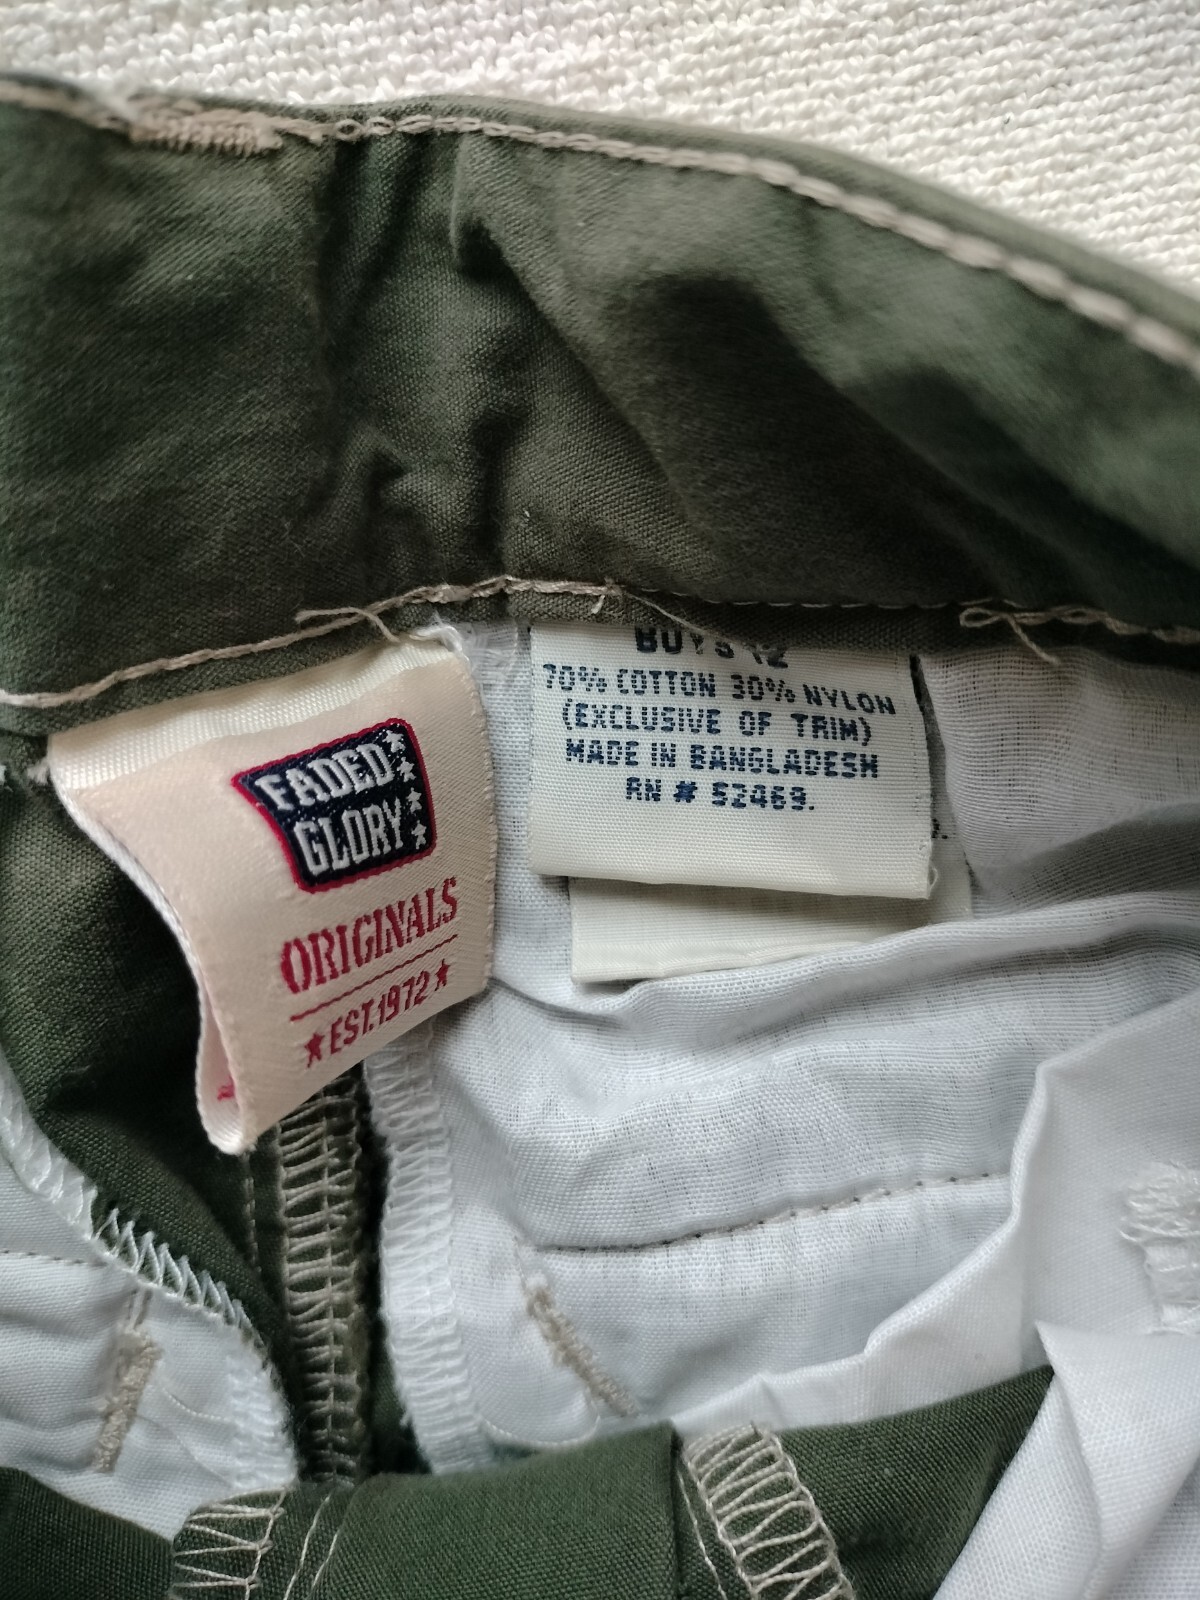 FADED
GLORY
ORIGINALS
EST.1972
BOYS 12
70% COTTON 30% NYLON
(EXCLUSIVE OF TRIM)
MADE IN BANGLADESH
RN # 52469.